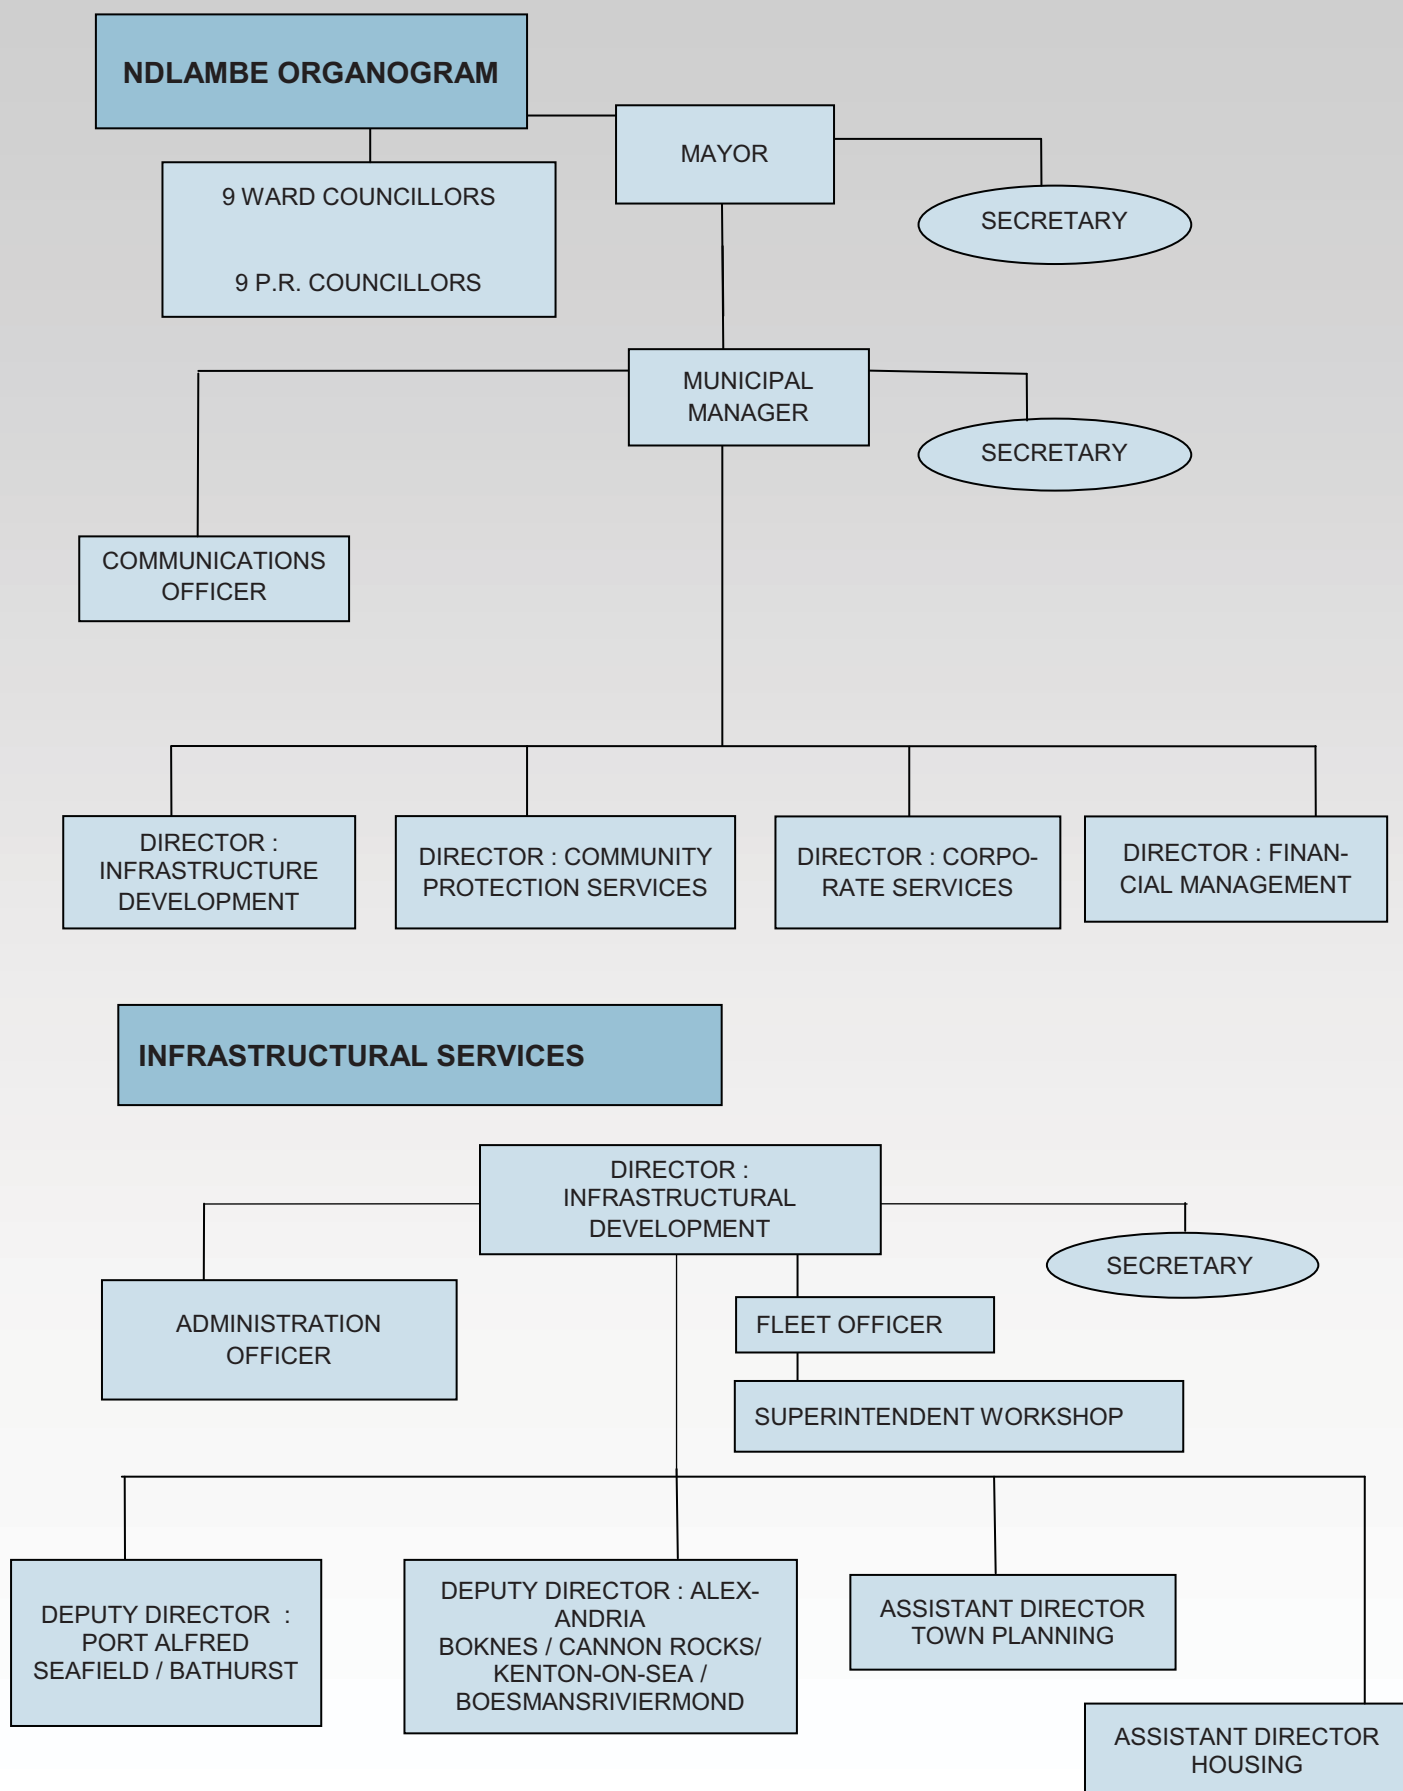 NDLAMBE ORGANOGRAM
MAYOR
9 WARD COUNCILLORS
SECRETARY
9 P.R. COUNCILLORS
MUNICIPAL
MANAGER
SECRETARY
COMMUNICATIONS
OFFICER
DIRECTOR :
INFRASTRUCTURE
DEVELOPMENT
DIRECTOR : COMMUNITY
PROTECTION SERVICES
DIRECTOR : CORPO-
RATE SERVICES
DIRECTOR : FINAN-
CIAL MANAGEMENT
INFRASTRUCTURAL SERVICES
DIRECTOR :
INFRASTRUCTURAL
DEVELOPMENT
SECRETARY
ADMINISTRATION
OFFICER
FLEET OFFICER
SUPERINTENDENT WORKSHOP
DEPUTY DIRECTOR :
PORT ALFRED
SEAFIELD / BATHURST
DEPUTY DIRECTOR : ALEX-
ANDRIA
BOKNES / CANNON ROCKS/
KENTON-ON-SEA /
BOESMANSRIVIERMOND
ASSISTANT DIRECTOR
TOWN PLANNING
ASSISTANT DIRECTOR
HOUSING